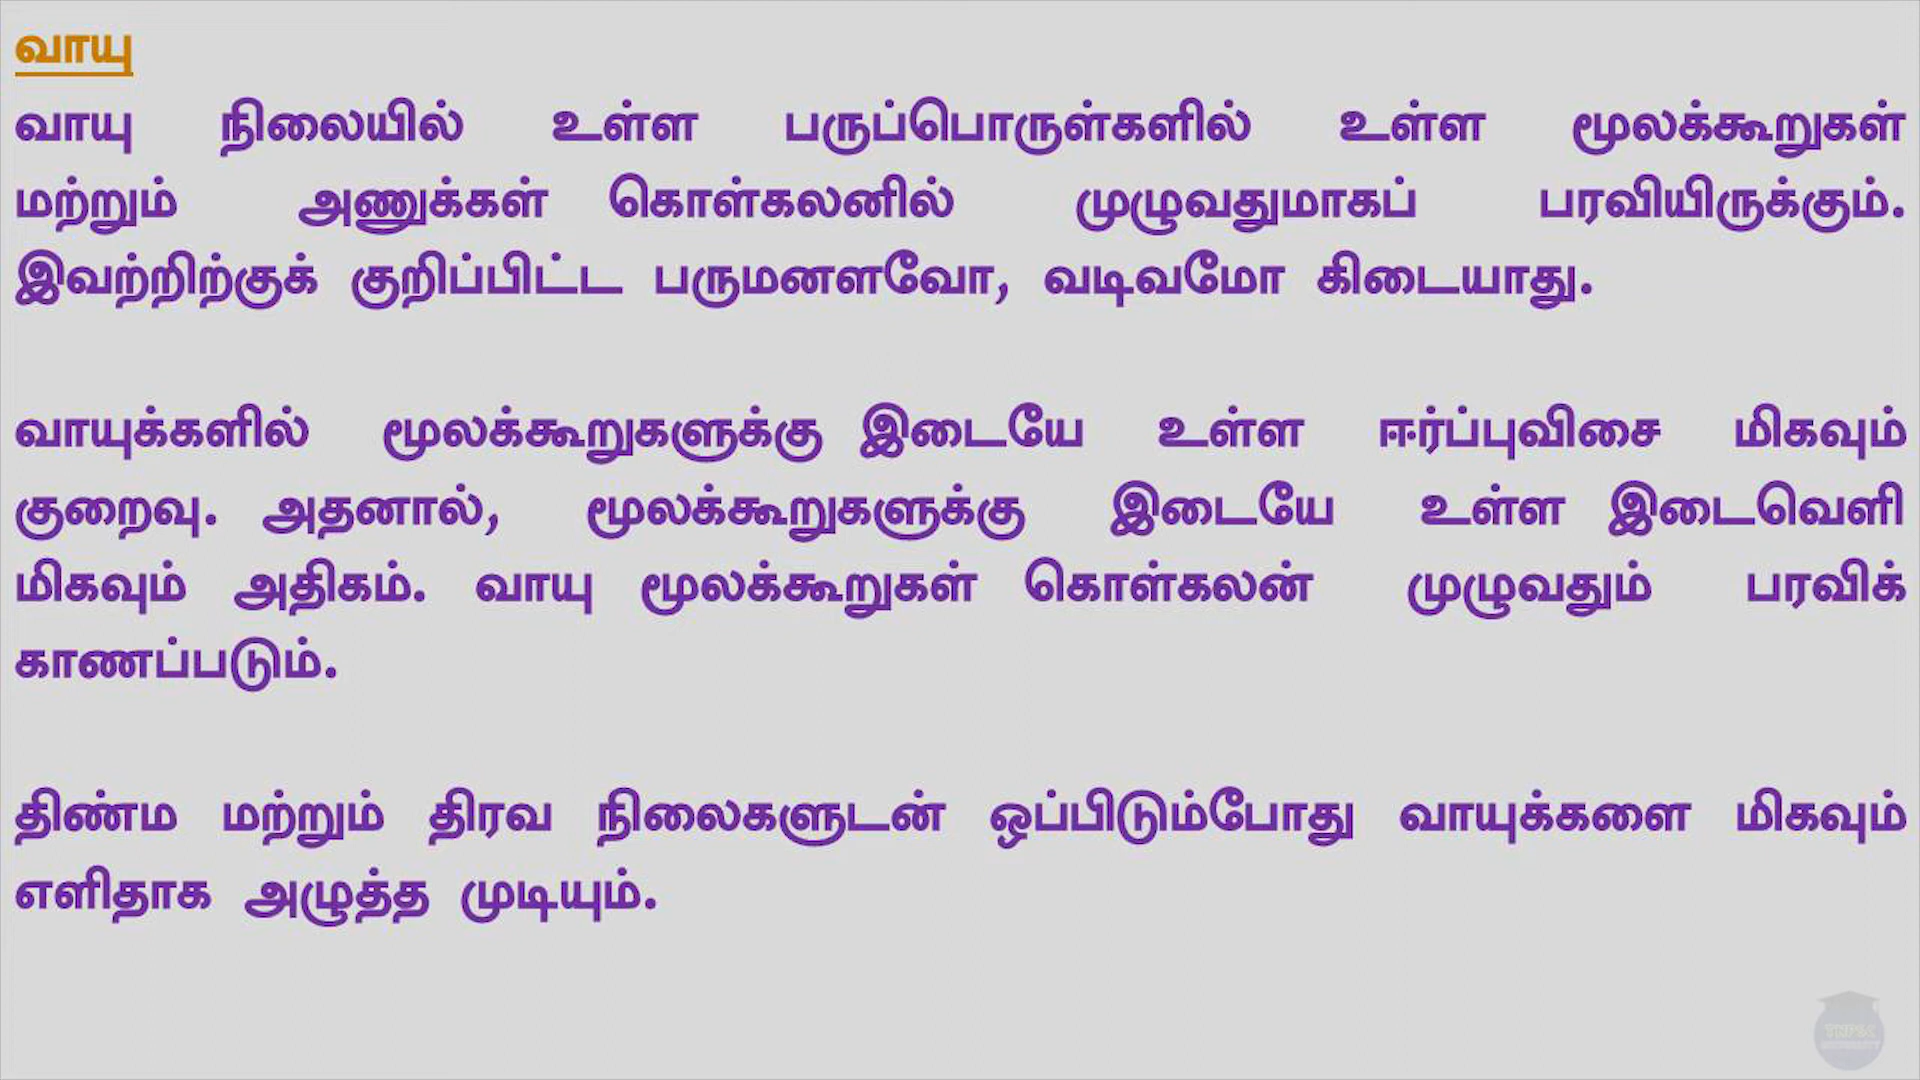 வாயு
வாயு நிலையில் உள்ள பருப்பொருள்களில் உள்ள மூலக்கூறுகள்
மற்றும் அணுக்கள் கொள்கலனில் முழுவதுமாகப் பரவியிருக்கும்.
இவற்றிற்குக் குறிப்பிட்ட பருமனளவோ, வடிவமோ கிடையாது.
வாயுக்களில் மூலக்கூறுகளுக்கு இடையே உள்ள ஈர்ப்புவிசை மிகவும்
குறைவு. அதனால், மூலக்கூறுகளுக்கு இடையே உள்ள இடைவெளி
மிகவும் அதிகம். வாயு மூலக்கூறுகள் கொள்கலன் முழுவதும் பரவிக்
காணப்படும்.
திண்ம மற்றும் திரவ நிலைகளுடன் ஒப்பிடும்போது வாயுக்களை மிகவும்
எளிதாக அழுத்த முடியும்.
TNPSC